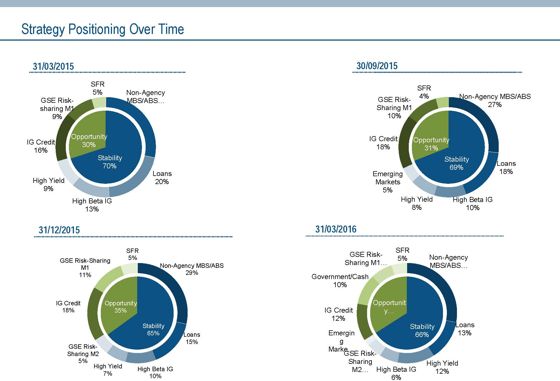 Strategy Positioning Over Time
31/03/2015
SFR
5%
Non-Agency
MBS/ABS…
GSE Risk-
sharing M1
9%
Opportunity
30%
IG Credit
16%
Stability
70%
Loans
20%
High Yield
9%
High Beta IG
13%
30/09/2015
SFR
4%
Non-Agency MBS/ABS
27%
GSE Risk-
sharing M1
10%
IG Credit
18%
Opportunity
31%
Stability
69%
Loans
18%
Emerging
Markets
5%
High Yield
8%
High Beta IG
10%
31/12/2015
SFR
5%
GSE Risk-Sharing
M1
11%
Non-Agency MBS/ABS
29%
IG Credit
18%
Opportunity
35%
Stability
65%
Loans
15%
GSE Risk-
Sharing M2
5%
High Yield
7%
High Beta IG
10%
31/03/2016
SFR
5%
GSE Risk-
Sharing M1…
Non-Agency
MBS/ABS…
Government/Cash
10%
IG Credit
12%
Opportunit
y…
Stability
66%
Loans
13%
Emergin
g
Marke…
GSE Risk-
Sharing M2…
High Yield
12%
High Beta IG
6%